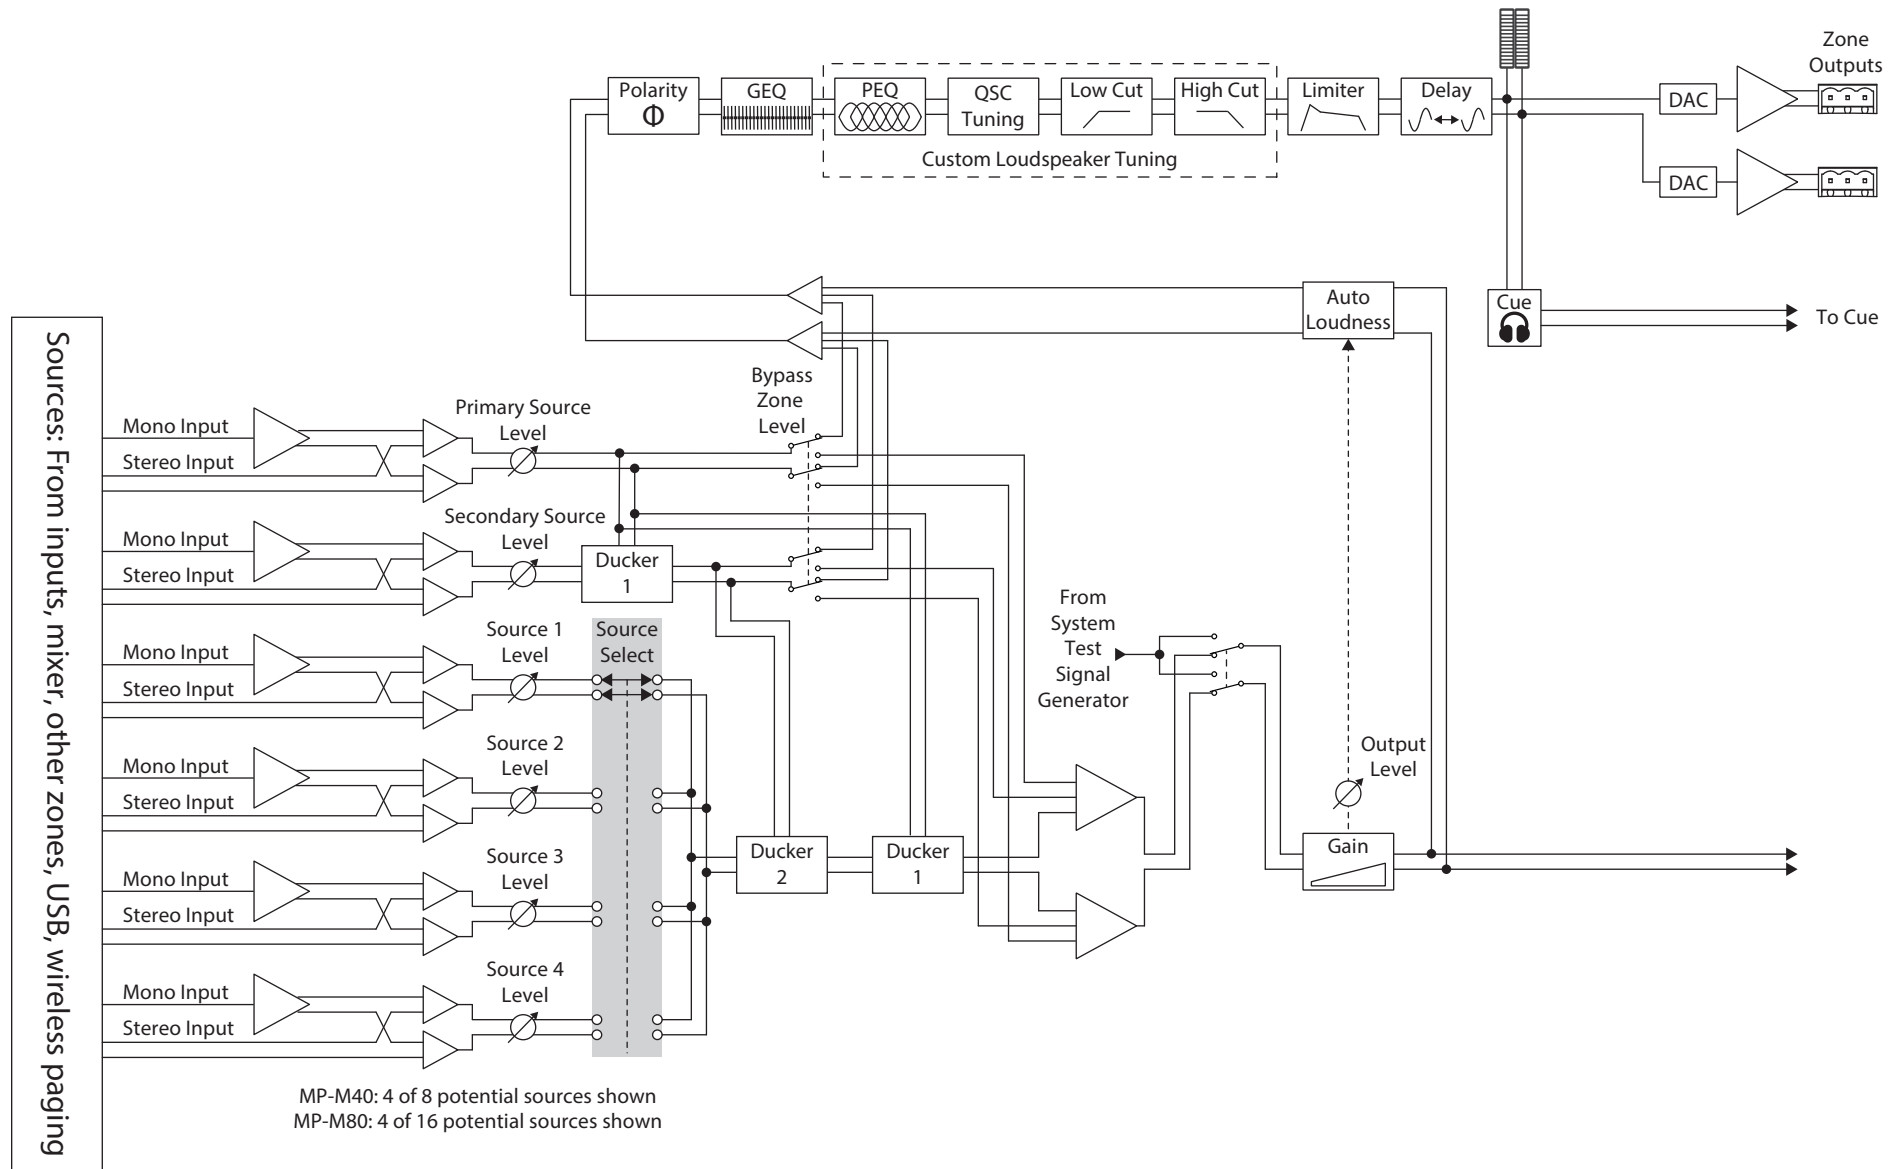 Zone
Outputs
Polarity
Φ
GEQ
PEQ
QSC
Tuning
Low Cut
High Cut
Limiter
Delay
DAC
Custom Loudspeaker Tuning
DAC
Auto
Loudness
Cue
To Cue
Sources: From inputs, mixer, other zones, USB, wireless paging
Bypass
Zone
Level
Mono Input
Stereo Input
Primary Source
Level
Mono Input
Stereo Input
Secondary Source
Level
Ducker
1
From
System
Test
Signal
Generator
Mono Input
Stereo Input
Source 1
Level
Source
Select
Mono Input
Stereo Input
Source 2
Level
Output
Level
Mono Input
Stereo Input
Source 3
Level
Ducker
2
Ducker
1
Gain
Mono Input
Stereo Input
Source 4
Level
MP-M40: 4 of 8 potential sources shown
MP-M80: 4 of 16 potential sources shown